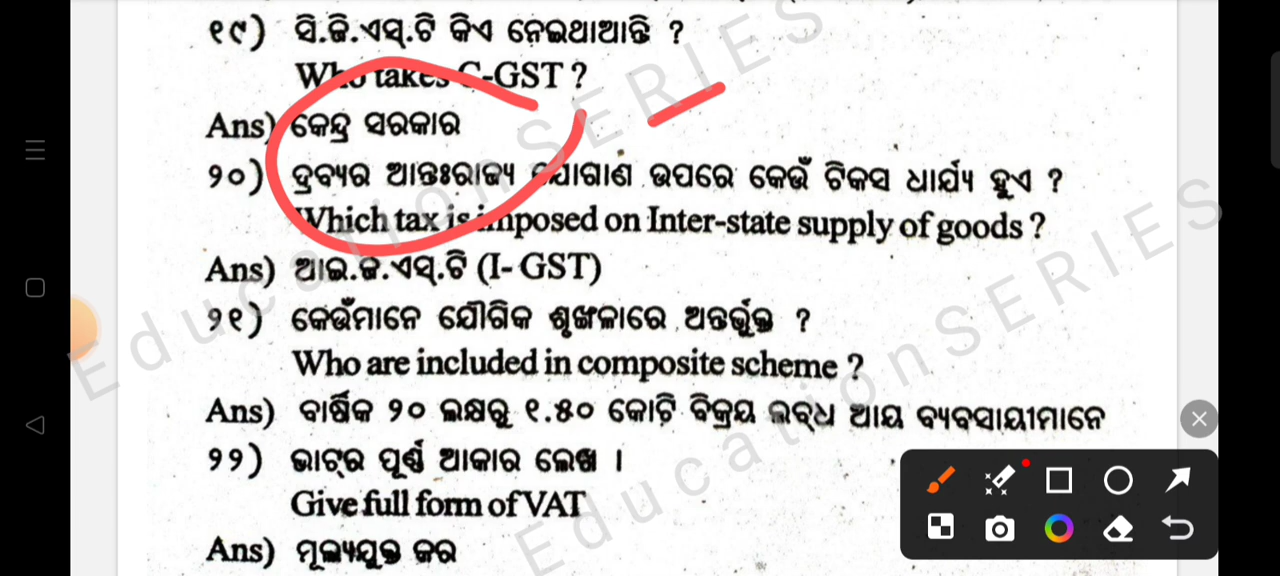 ୧୯) ସି.ଜି.ଏସ୍.ଟି କିଏ ନେଇଥାଆନ୍ତି ?
Who takes C-GST ?
Ans) କେନ୍ଦ୍ର ସରକାର
୨୦) ଦ୍ରବ୍ୟର ଆନ୍ତଃରାଜ୍ୟ ଯୋଗାଣ ଉପରେ କେଉଁ ଟିକସ ଧାର୍ଯ୍ୟ ହୁଏ ?
Which tax is imposed on Inter-state supply of goods ?
Ans) ଆଇ.ଜି.ଏସ୍.ଟି (I- GST)
୨୧) କେଉଁମାନେ ଯୌଗିକ ଶୃଙ୍ଖଳାରେ ଅନ୍ତର୍ଭୁକ୍ତ ?
Who are included in composite scheme ?
Ans) ବାର୍ଷିକ ୨୦ ଲକ୍ଷରୁ ୧.୫୦ କୋଟି ବିକ୍ରୟ ଲବ୍ଧ ଆୟ ବ୍ୟବସାୟୀମାନେ
୨୨) ଭାଟ୍‌ର ପୂର୍ଣ୍ଣ ଆକାର ଲେଖ ।
Give full form of VAT
Ans) ମୂଲ୍ୟଯୁକ୍ତ କର
Education SERIES
Education SERIES